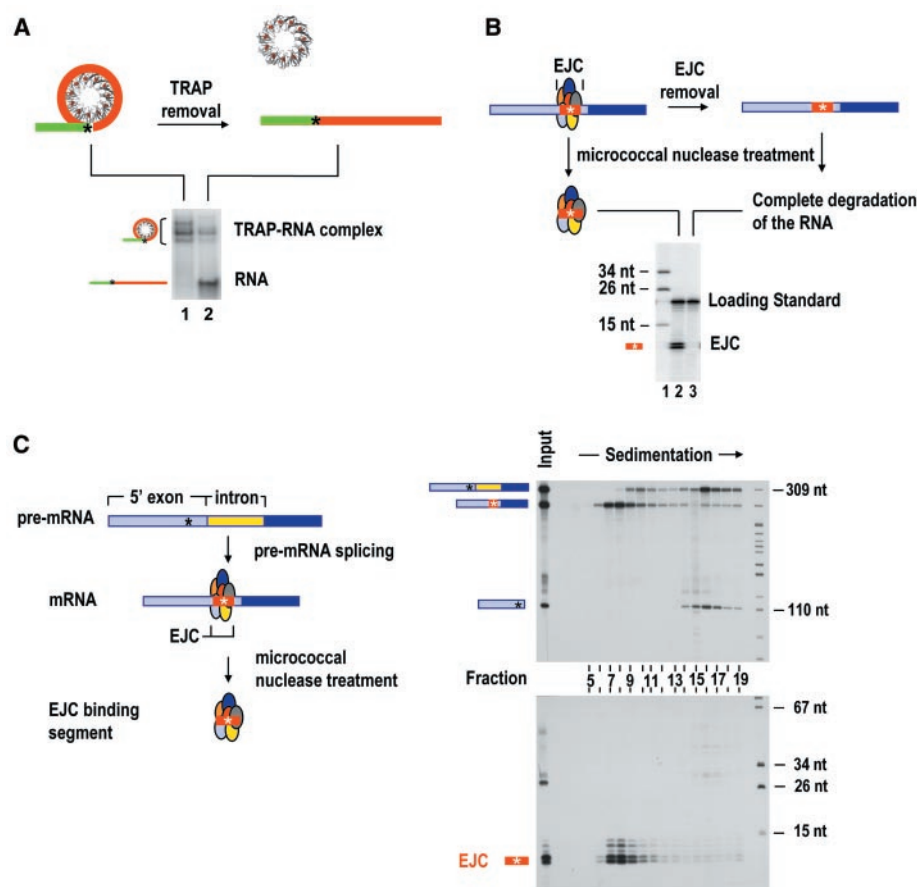 A
TRAP
removal
*
*
TRAP-RNA complex
RNA
1 2
B
EJC
EJC
removal
*
*
micrococcal nuclease treatment
*
Complete degradation
of the RNA
34 nt
26 nt
Loading Standard
15 nt
EJC
*
1 2 3
C
5' exon
intron
pre-mRNA
*
pre-mRNA splicing
mRNA
*
EJC
micrococcal
nuclease treatment
EJC binding
segment
*
Input
Sedimentation
*
309 nt
*
*
110 nt
Fraction
5 7 9 11 13 15 17 19
67 nt
34 nt
26 nt
15 nt
EJC
*